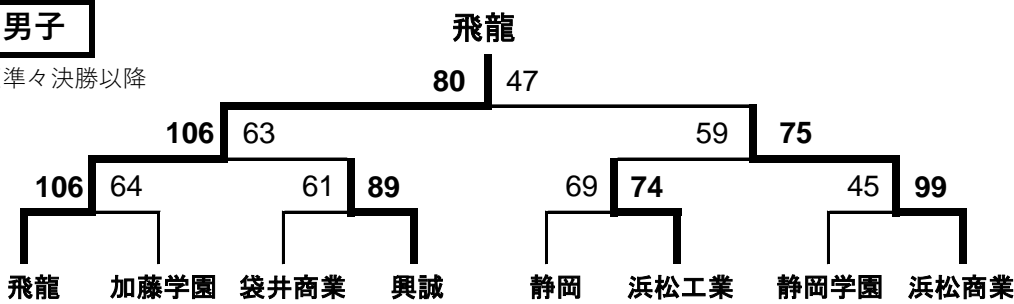 男子
飛龍
準々決勝以降
80 47
106 63 59 75
106 64 61 89 69 74 45 99
飛龍 加藤学園 袋井商業 興誠 静岡 浜松工業 静岡学園 浜松商業